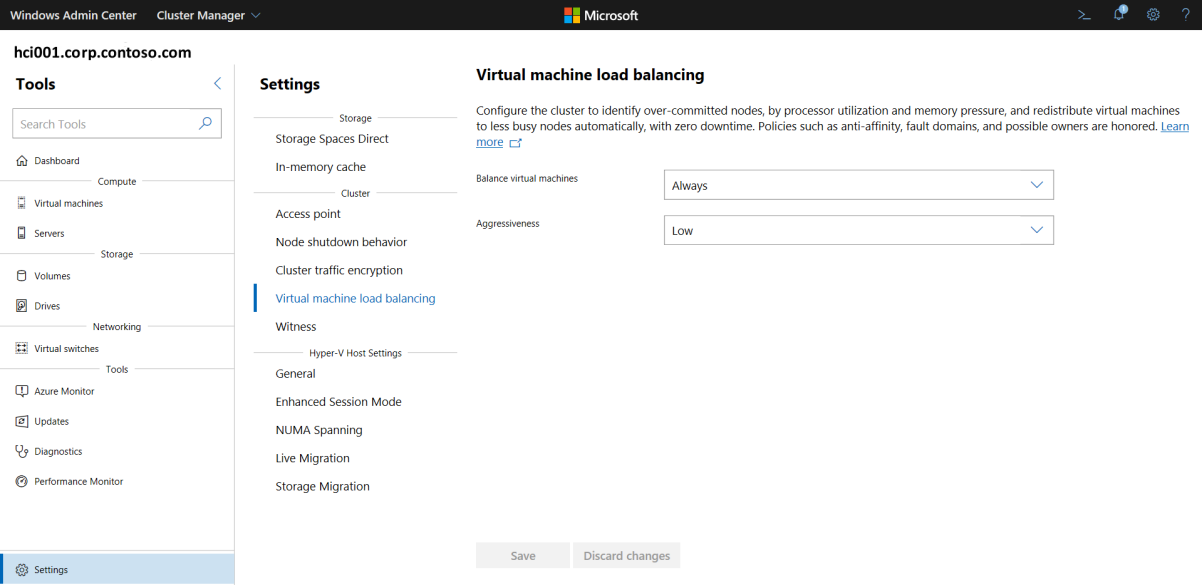 Windows Admin Center
Cluster Manager
Microsoft
1
hci001.corp.contoso.com
Tools
Search Tools
Dashboard
Compute
Virtual machines
Servers
Storage
Volumes
Drives
Networking
Virtual switches
Tools
Azure Monitor
Updates
Diagnostics
Performance Monitor
Settings
Settings
Storage
Storage Spaces Direct
In-memory cache
Cluster
Access point
Node shutdown behavior
Cluster traffic encryption
Virtual machine load balancing
Witness
Hyper-V Host Settings
General
Enhanced Session Mode
NUMA Spanning
Live Migration
Storage Migration
Virtual machine load balancing
Configure the cluster to identify over-committed nodes, by processor utilization and memory pressure, and redistribute virtual machines
to less busy nodes automatically, with zero downtime. Policies such as anti-affinity, fault domains, and possible owners are honored. Learn
more
Balance virtual machines
Always
Aggressiveness
Low
Save
Discard changes